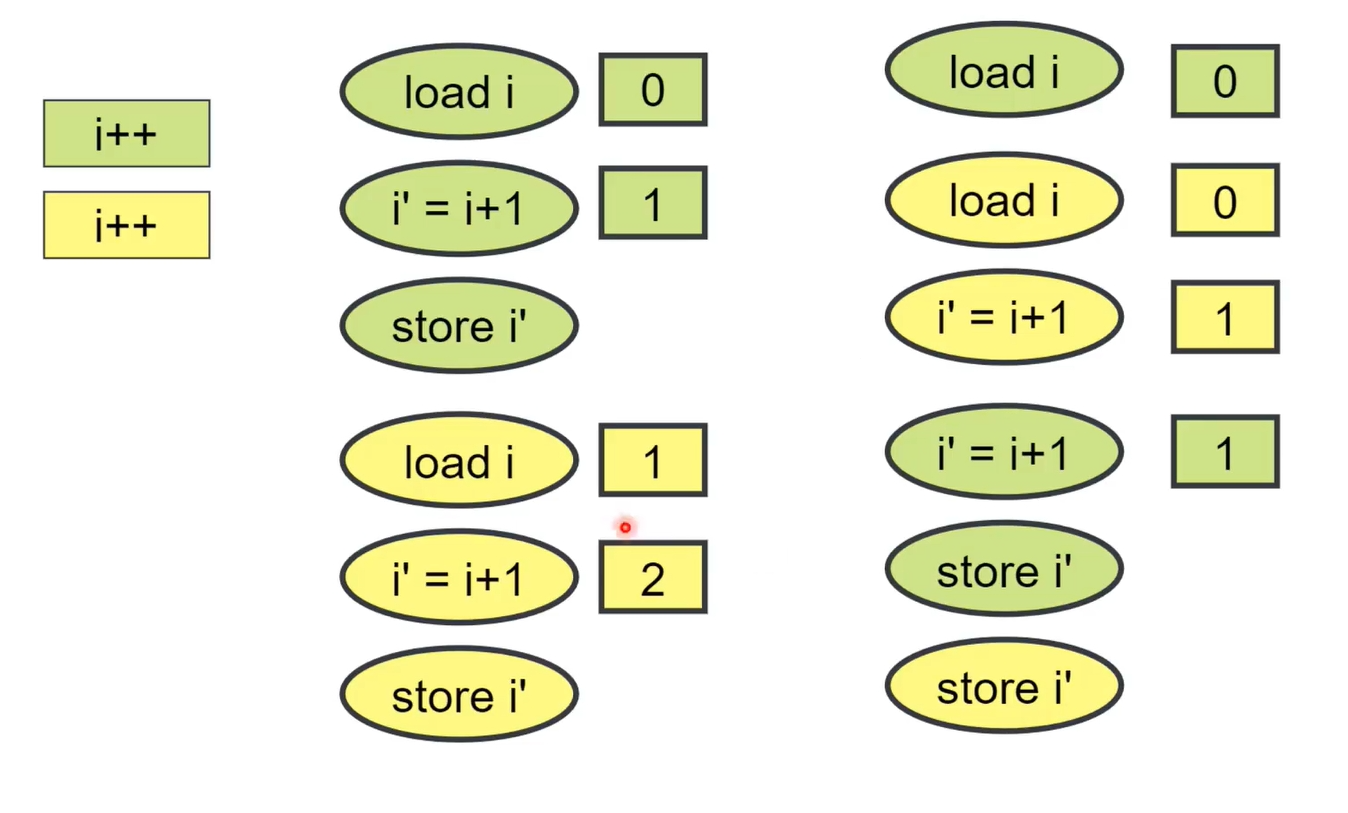 i++
i++
load i
0
i' = i+1
1
store i'
load i
1
i' = i+1
2
store i'
load i
0
load i
0
i' = i+1
1
i' = i+1
1
store i'
store i'